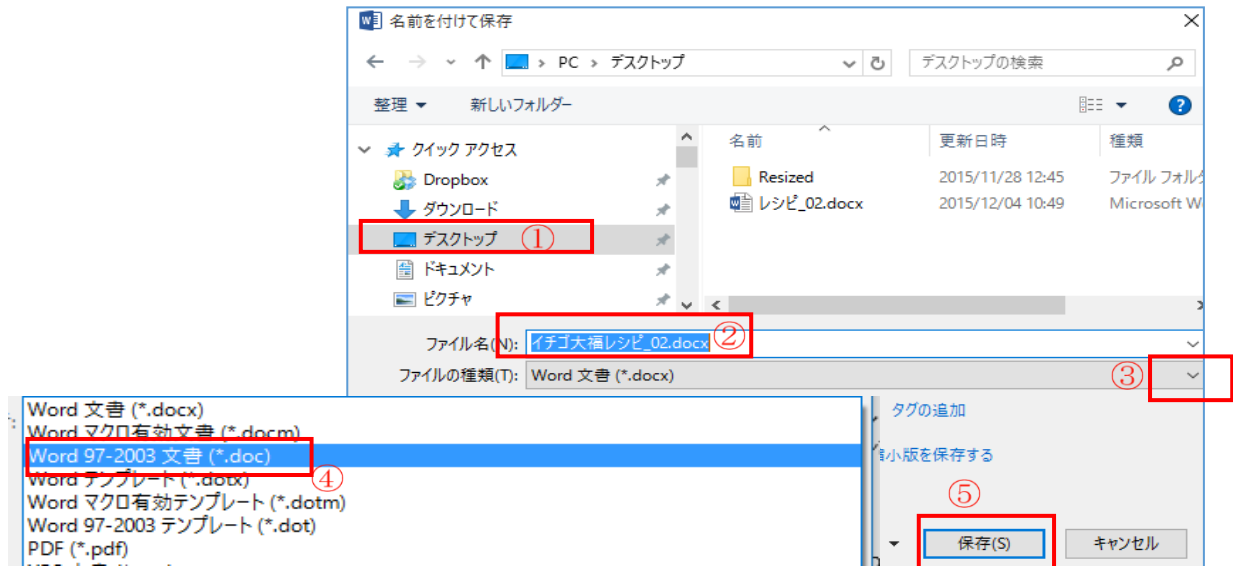 名前を付けて保存
PC › デスクトップ
デスクトップの検索
整理
新しいフォルダー
クイック アクセス
Dropbox
ダウンロード
デスクトップ ①
ドキュメント
ピクチャ
名前 更新日時 種類
Resized 2015/11/28 12:45 ファイル フォル
レシピ_02.docx 2015/12/04 10:49 Microsoft W
ファイル名(N): イチゴ大福レシピ_02.docx ②
ファイルの種類(T): Word 文書 (*.docx) ③
Word 文書 (*.docx)
Word マクロ有効文書 (*.docm)
Word 97-2003 文書 (*.doc)
④
Word テンプレート (*.dotx)
Word マクロ有効テンプレート (*.dotm)
Word 97-2003 テンプレート (*.dot)
PDF (*.pdf)
タグの追加
小版を保存する
⑤
保存(S) キャンセル